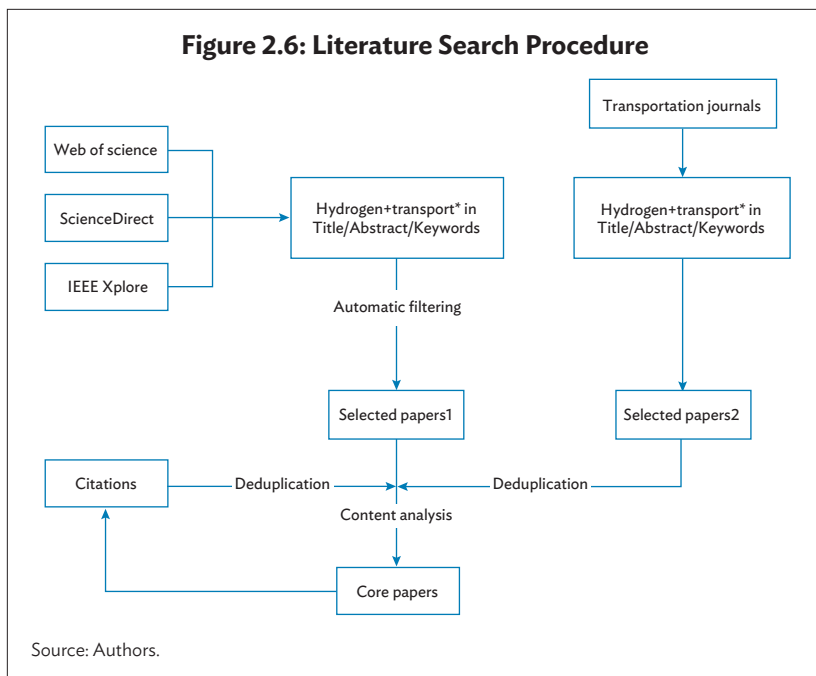 Figure 2.6: Literature Search Procedure
Transportation journals
Web of science
ScienceDirect
IEEE Xplore
Hydrogen+transport* in
Title/Abstract/Keywords
Hydrogen+transport* in
Title/Abstract/Keywords
Automatic filtering
Selected papers1
Selected papers2
Citations
Deduplication
Deduplication
Content analysis
Core papers
Source: Authors.